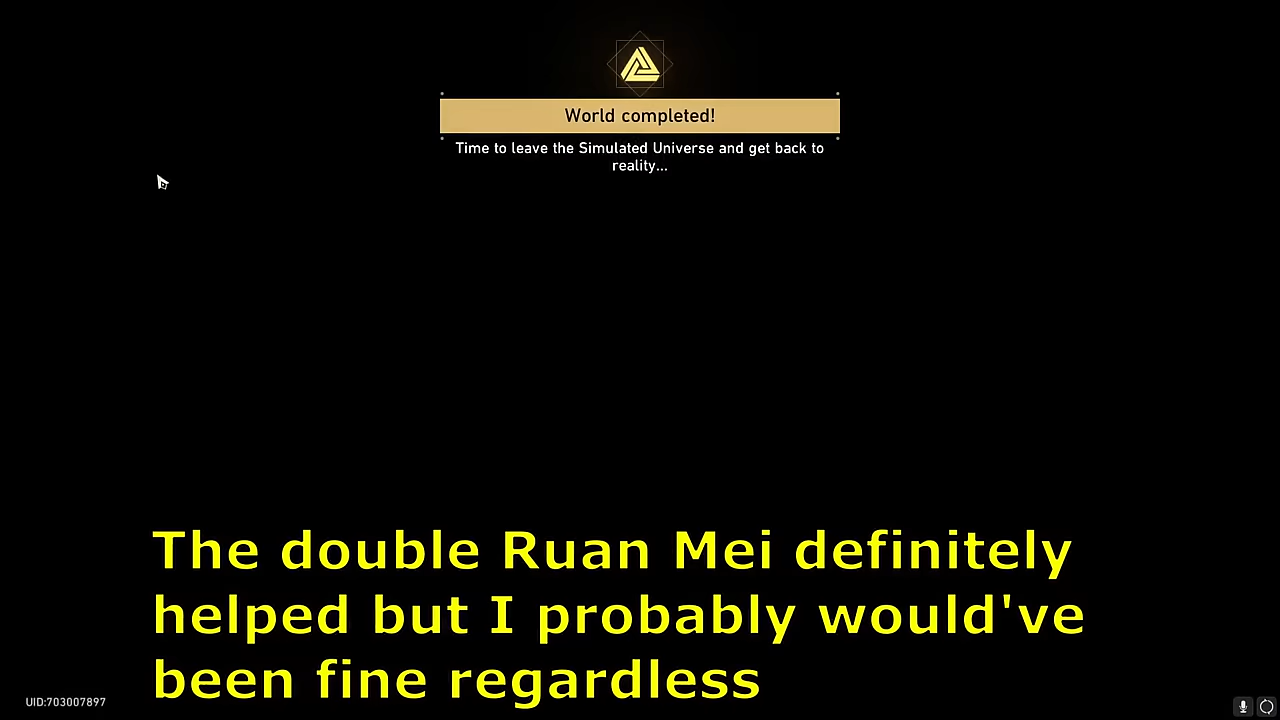 World completed!
Time to leave the Simulated Universe and get back to
reality...
The double Ruan Mei definitely
helped but I probably would've
been fine regardless
UID:703007897